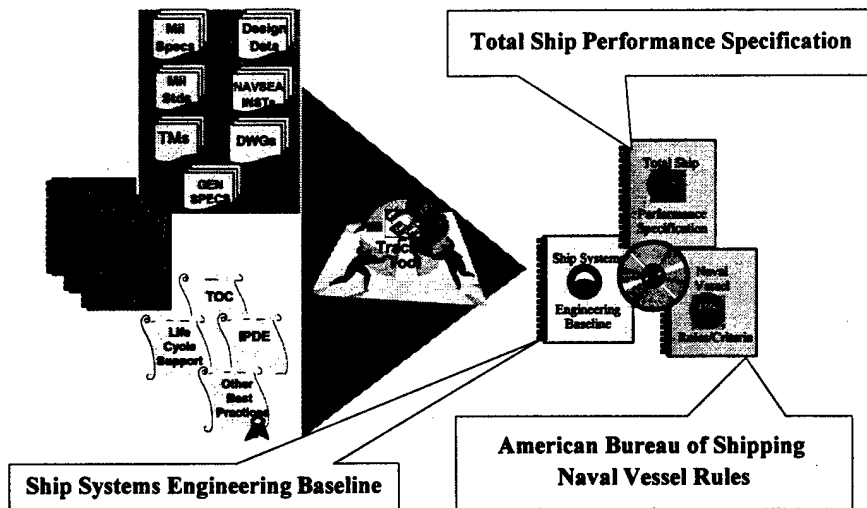 Mil
Specs
Design
Data
Mil
Stds
NAVSEA
INSTs
TMs
DWGs
GEN
SPECS
TOC
Life
Cycle
Support
IPDE
Other
Best
Practices
Tool
Total Ship Performance Specification
Total Ship
Performance
Specification
Ship Systems
Engineering
Baseline
Naval
Vessel
Rules/Criteria
American Bureau of Shipping
Naval Vessel Rules
Ship Systems Engineering Baseline